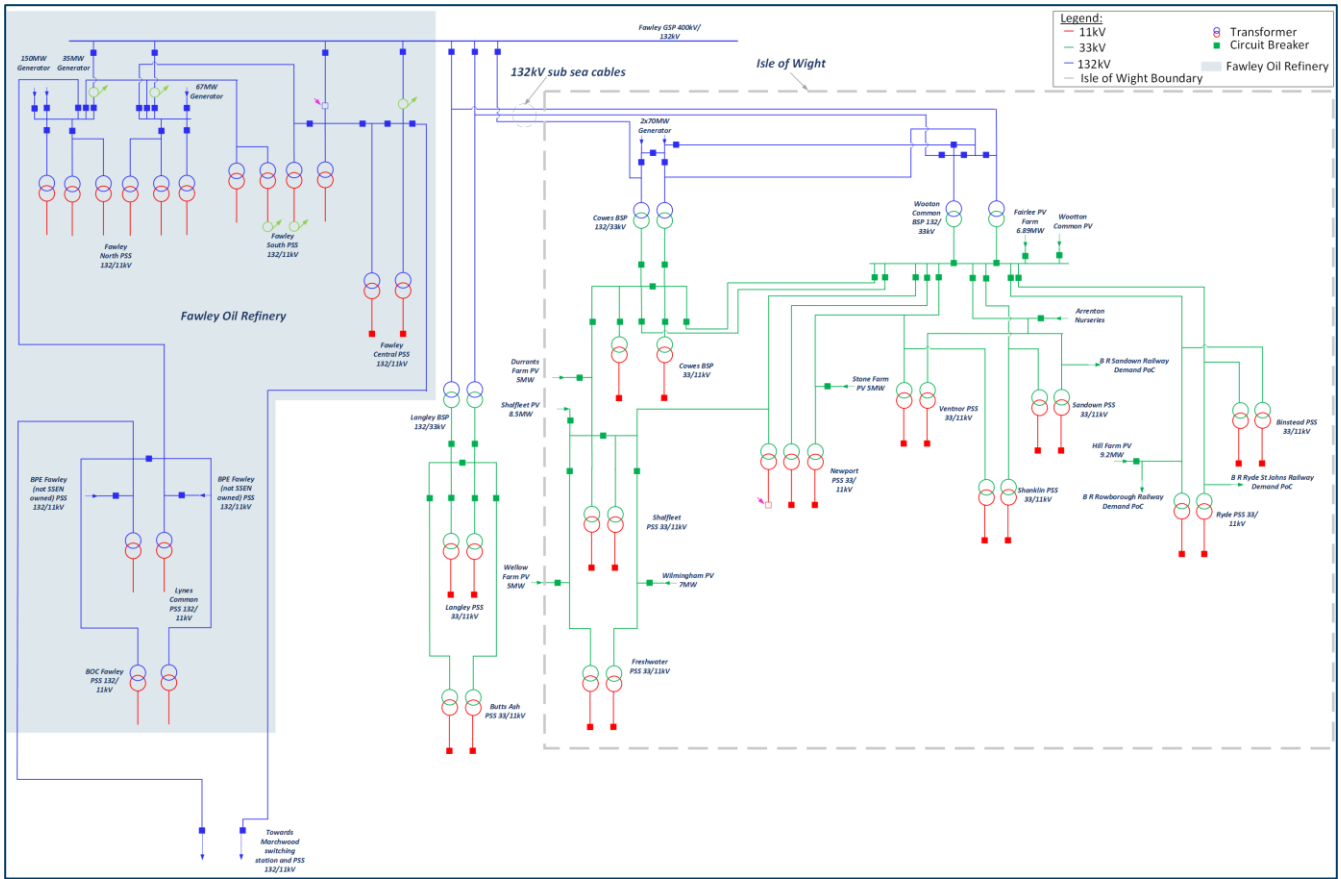 Fawley GSP 400kV/
132kV
Legend:
11kV
33kV
132kV
Isle of Wight Boundary
Transformer
Circuit Breaker
Fawley Oil Refinery
150MW
Generator
35MW
Generator
67MW
Generator
132kV sub sea cables
Isle of Wight
2x70MW
Generator
Fawley
North PSS
132/11kV
Fawley
South PSS
132/11kV
Cowes BSP
132/33kV
Wooton
Common
BSP 132/
33kV
Fairlee PV
Farm
6.89MW
Wootton
Common PV
Fawley Oil Refinery
Fawley
Central PSS
132/11kV
Arrenton
Nurseries
Durrants
Farm PV
5MW
Cowes BSP
33/11kV
Stone Farm
PV 5MW
B R Sandown Railway
Demand PoC
Shalfleet PV
8.5MW
Langley BSP
132/33kV
Ventnor PSS
33/11kV
Sandown PSS
33/11kV
Binstead PSS
33/11kV
Hill Farm PV
9.2MW
BPE Fawley
(not SSEN
owned) PSS
132/11kV
BPE Fawley
(not SSEN
owned) PSS
132/11kV
Newport
PSS 33/
11kV
B R Ryde St Johns Railway
Demand PoC
B R Rowborough Railway
Demand PoC
Shanklin PSS
33/11kV
Ryde PSS 33/
11kV
Shalfleet
PSS 33/11kV
Wellow
Farm PV
5MW
Wilmingham PV
7MW
Lynes
Common
PSS 132/
11kV
Langley PSS
33/11kV
BOC Fawley
PSS 132/
11kV
Freshwater
PSS 33/11kV
Butts Ash
PSS 33/11kV
Towards
Marchwood
switching
station and PSS
132/11kV